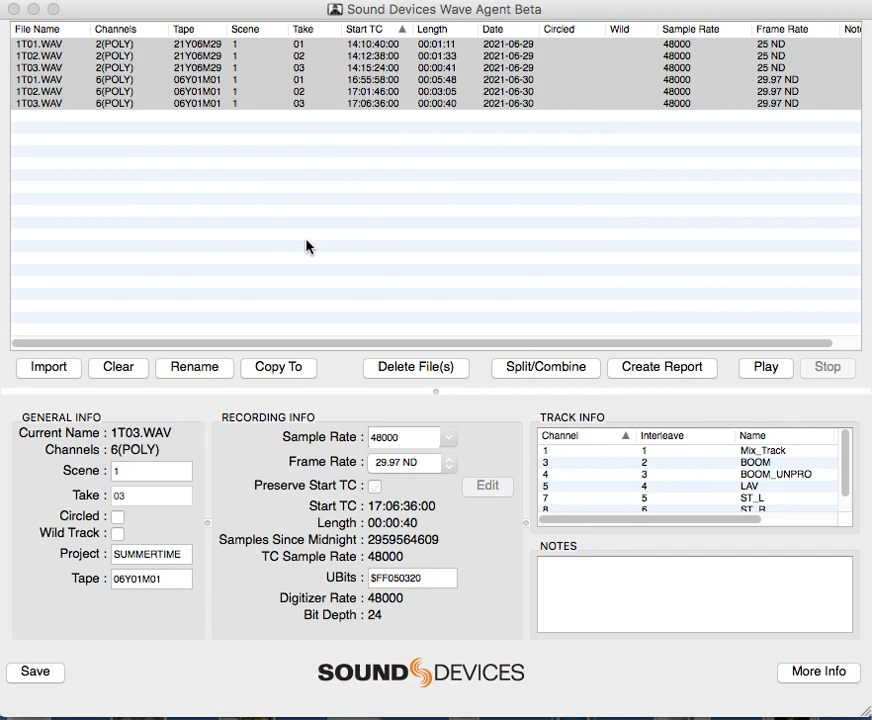 Sound Devices Wave Agent Beta
File Name Channels Tape Scene Take Start TC Length Date Circled Wild Sample Rate Frame Rate Note
1T01.WAV 2(POLY) 21Y06M29 1 01 14:10:40:00 00:01:11 2021-06-29 48000 25 ND
1T02.WAV 2(POLY) 21Y06M29 1 02 14:12:38:00 00:01:33 2021-06-29 48000 25 ND
1T03.WAV 2(POLY) 21Y06M29 1 03 14:15:24:00 00:00:41 2021-06-29 48000 25 ND
1T01.WAV 6(POLY) 06Y01M01 1 01 16:55:58:00 00:05:48 2021-06-30 48000 29.97 ND
1T02.WAV 6(POLY) 06Y01M01 1 02 17:01:46:00 00:03:05 2021-06-30 48000 29.97 ND
1T03.WAV 6(POLY) 06Y01M01 1 03 17:06:36:00 00:00:40 2021-06-30 48000 29.97 ND
Import Clear Rename Copy To Delete File(s) Split/Combine Create Report Play Stop
GENERAL INFO
Current Name : 1T03.WAV
Channels : 6(POLY)
Scene : 1
Take : 03
Circled :
Wild Track :
Project : SUMMERTIME
Tape : 06Y01M01
RECORDING INFO
Sample Rate : 48000
Frame Rate : 29.97 ND
Preserve Start TC : Edit
Start TC : 17:06:36:00
Length : 00:00:40
Samples Since Midnight : 2959564609
TC Sample Rate : 48000
UBits : $FF050320
Digitizer Rate : 48000
Bit Depth : 24
TRACK INFO
Channel Interleave Name
1 1 Mix_Track
3 2 BOOM
4 3 BOOM_UNPRO
5 4 LAV
7 5 ST_L
8 6 ST_R
NOTES
Save SOUND DEVICES More Info